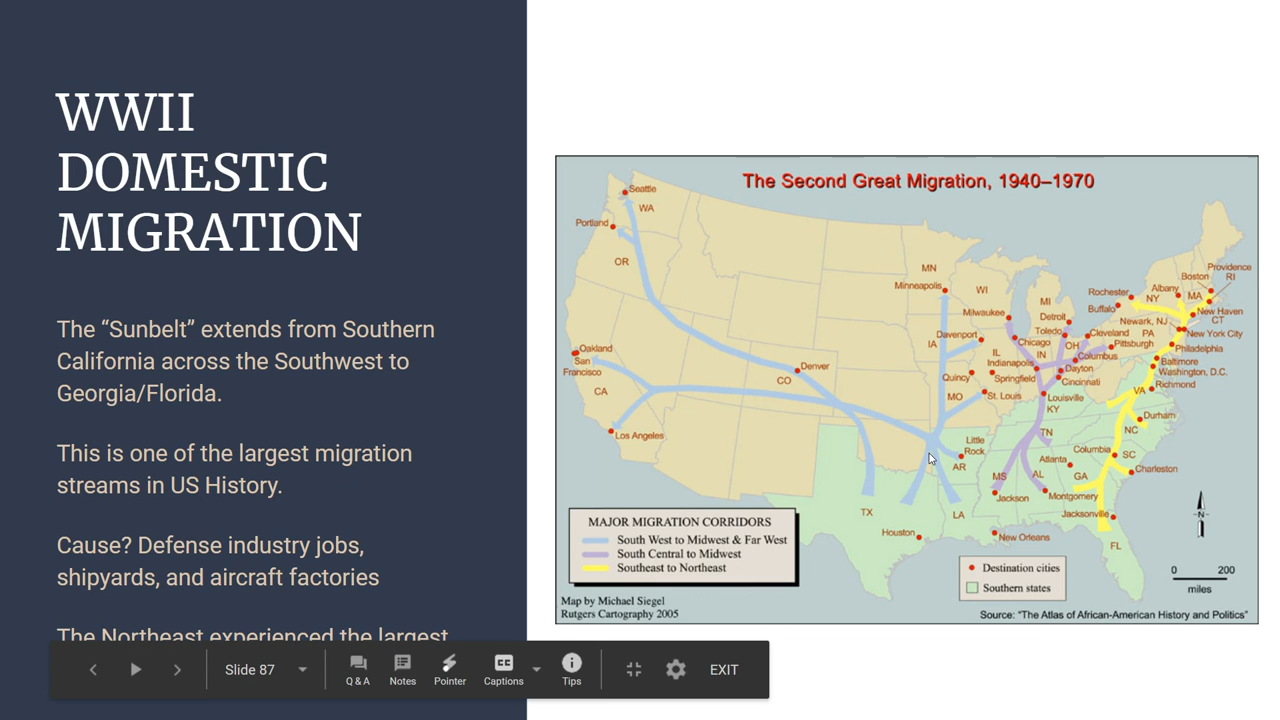 WWII
DOMESTIC
MIGRATION
The “Sunbelt” extends from Southern
California across the Southwest to
Georgia/Florida.
This is one of the largest migration
streams in US History.
Cause? Defense industry jobs,
shipyards, and aircraft factories
The Northeast experienced the largest
The Second Great Migration, 1940–1970
Seattle
WA
Portland
OR
Oakland
San
Francisco
CA
Los Angeles
Denver
CO
MN
Minneapolis
WI
Milwaukee
MI
Detroit
Toledo
Davenport
IA
Chicago
IL
IN
OH
Indianapolis
Quincy
Springfield
MO
St. Louis
Dayton
Columbus
Cincinnati
Cleveland
Pittsburgh
PA
Louisville
KY
TN
Little
Rock
AR
MS
AL
Jackson
Montgomery
Atlanta
GA
Columbia
SC
Charleston
NC
Durham
VA
Richmond
Washington, D.C.
Baltimore
Philadelphia
New York City
Newark, NJ
New Haven
CT
Providence
RI
Boston
MA
Albany
NY
Rochester
Buffalo
Jacksonville
FL
TX
Houston
LA
New Orleans
N
MAJOR MIGRATION CORRIDORS
South West to Midwest & Far West
South Central to Midwest
Southeast to Northeast
Destination cities
Southern states
0 200
miles
Map by Michael Siegel
Rutgers Cartography 2005
Source: "The Atlas of African-American History and Politics"
Slide 87
Q & A
Notes
Pointer
CC
Captions
Tips
EXIT